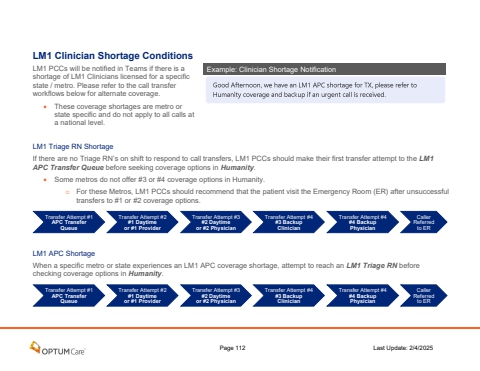 LM1 Clinician Shortage Conditions
LM1 PCCs will be notified in Teams if there is a
shortage of LM1 Clinicians licensed for a specific
state / metro. Please refer to the call transfer
workflows below for alternate coverage.
• These coverage shortages are metro or
state specific and do not apply to all calls at
a national level.
Example: Clinician Shortage Notification
Good Afternoon, we have an LM1 APC shortage for TX, please refer to
Humanity coverage and backup if an urgent call is received.
LM1 Triage RN Shortage
If there are no Triage RN's on shift to respond to call transfers, LM1 PCCs should make their first transfer attempt to the LM1
APC Transfer Queue before seeking coverage options in Humanity.
• Some metros do not offer #3 or #4 coverage options in Humanity.
○ For these Metros, LM1 PCCs should recommend that the patient visit the Emergency Room (ER) after unsuccessful
transfers to #1 or #2 coverage options.
Transfer Attempt #1
APC Transfer
Queue
Transfer Attempt #2
#1 Daytime
or #1 Provider
Transfer Attempt #3
#2 Daytime
or #2 Physician
Transfer Attempt #4
#3 Backup
Clinician
Transfer Attempt #4
#4 Backup
Physician
Caller
Referred
to ER
LM1 APC Shortage
When a specific metro or state experiences an LM1 APC coverage shortage, attempt to reach an LM1 Triage RN before
checking coverage options in Humanity.
Transfer Attempt #1
APC Transfer
Queue
Transfer Attempt #2
#1 Daytime
or #1 Provider
Transfer Attempt #3
#2 Daytime
or #2 Physician
Transfer Attempt #4
#3 Backup
Clinician
Transfer Attempt #4
#4 Backup
Physician
Caller
Referred
to ER
OPTUMCare
Page 112
Last Update: 2/4/2025